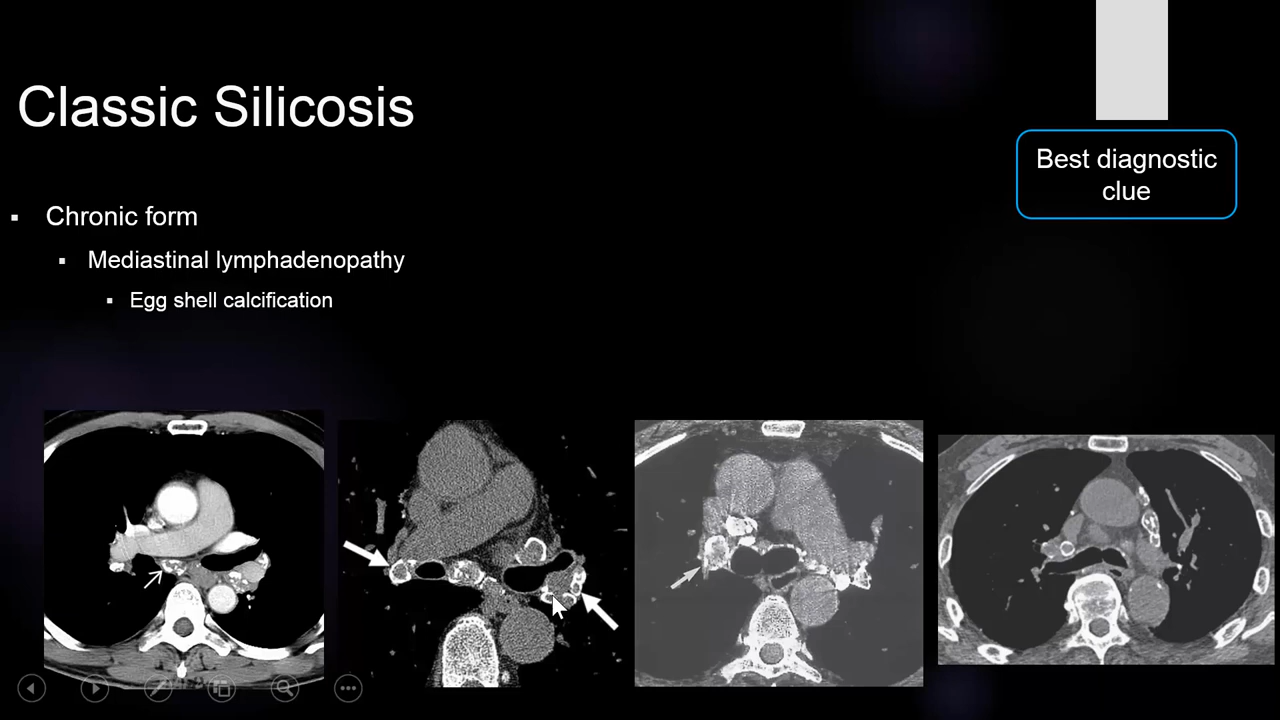 Classic Silicosis
Best diagnostic
clue
Chronic form
Mediastinal lymphadenopathy
Egg shell calcification